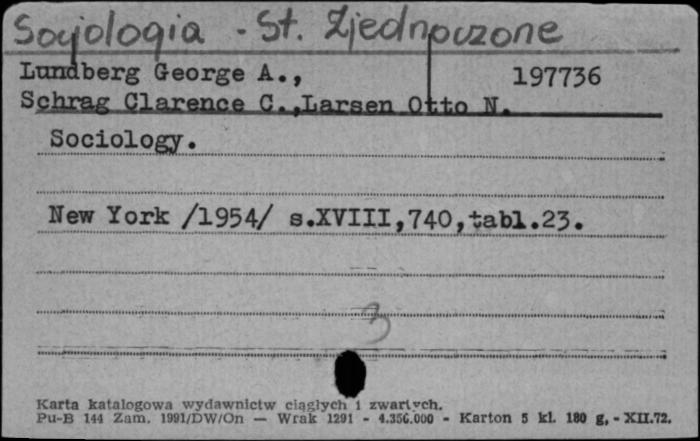 Socjologia - St. Zjednoczone
Lundberg George A.,  197736
Schrag Clarence C.,Larsen Otto N.
Sociology.
New York /1954/ s.XVIII,740,tabl.23.
3
Karta katalogowa wydawnictw ciągłych i zwartych.
Pu-B 144 Zam. 1991/DW/On — Wrak 1291 - 4.356.000 - Karton 5 kl. 180 g, - XII.72.